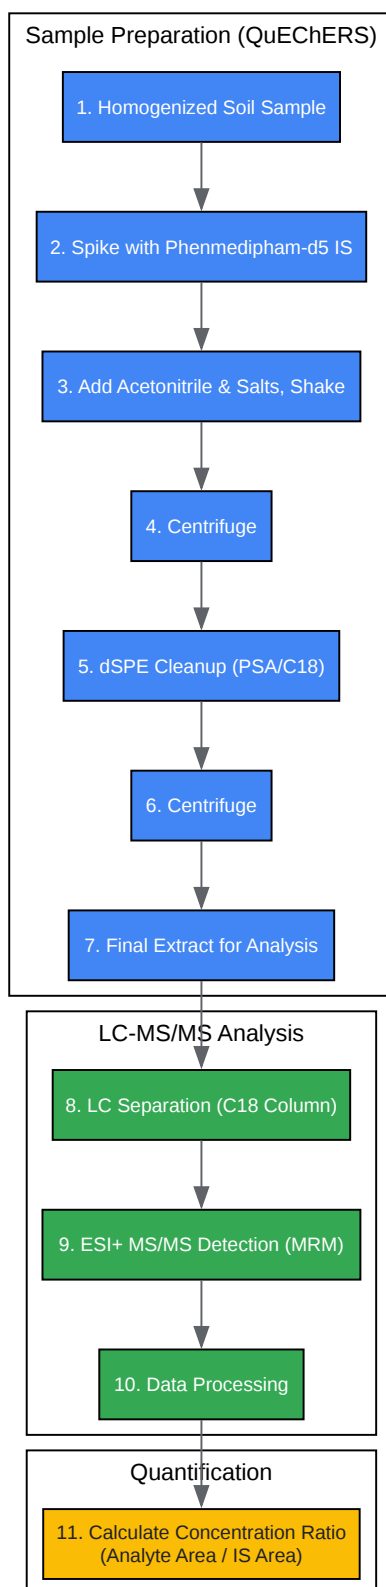 Sample Preparation (QuEChERS)
1. Homogenized Soil Sample
2. Spike with Phenmedipham-d5 IS
3. Add Acetonitrile & Salts, Shake
4. Centrifuge
5. dSPE Cleanup (PSA/C18)
6. Centrifuge
7. Final Extract for Analysis
LC-MS/MS Analysis
8. LC Separation (C18 Column)
9. ESI+ MS/MS Detection (MRM)
10. Data Processing
Quantification
11. Calculate Concentration Ratio
(Analyte Area / IS Area)